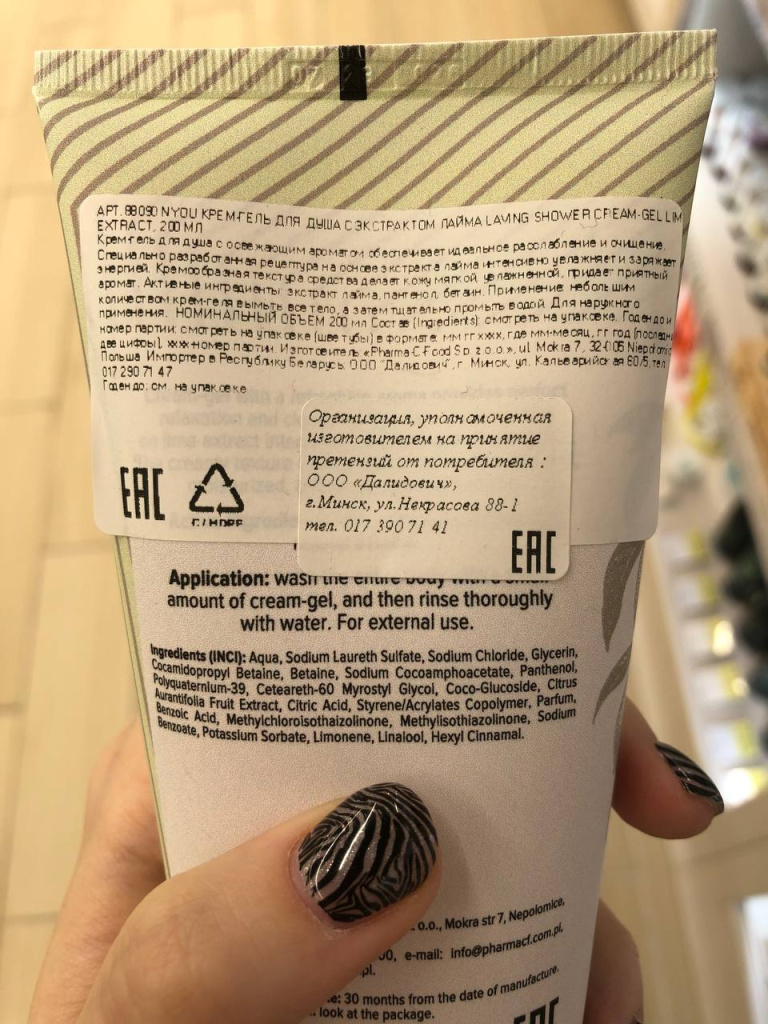 АРТ. 88090 NYOU КРЕМ-ГЕЛЬ ДЛЯ ДУША С ЭКСТРАКТОМ ЛАЙМА LAVING SHOWER CREAM-GEL LIM
EXTRACT, 200 МЛ
Крем-гель для душа с освежающим ароматом обеспечивает идеальное расслабление и очищение.
Специально разработанная рецептура на основе экстракта лайма интенсивно увлажняет и заряжает
энергией. Кремообразная текстура средства делает кожу мягкой, увлажненной, придает приятный
аромат. Активные ингредиенты: экстракт лайма, пантенол, бетаин. Применение: небольшим
количеством крем-геля вымыть все тело, а затем тщательно промыть водой. Для наружного
применения. НОМИНАЛЬНЫЙ ОБЪЕМ 200 мл Состав (Ingredients): смотреть на упаковке. Годен до и
номер партии: смотреть на упаковке (шве тубы) в формате: мм гг хххх, где мм-месяц, гг год (последн
две цифры), хххх-номер партии. Изготовитель: «Pharma C-Food Sp. z o.o.», ul. Mokra 7, 32-005 Niepolomic
Польша Импортер в Республику Беларусь: ООО "Далидович", г. Минск, ул. Кальварийская 60/5, тел
017 290 71 47
Годен до: см. на упаковке
Организация, уполномоченная
изготовителем на принятие
претензий от потребителя :
ООО «Далидович»,
г.Минск, ул.Некрасова 88-1
тел. 017 390 71 41
EAC
EAC
C/HDPE
Application: wash the entire body with a small
amount of cream-gel, and then rinse thoroughly
with water. For external use.
Ingredients (INCI): Aqua, Sodium Laureth Sulfate, Sodium Chloride, Glycerin,
Cocamidopropyl Betaine, Betaine, Sodium Cocoamphoacetate, Panthenol,
Polyquaternium-39, Ceteareth-60 Myrostyl Glycol, Coco-Glucoside, Citrus
Aurantifolia Fruit Extract, Citric Acid, Styrene/Acrylates Copolymer, Parfum,
Benzoic Acid, Methylchloroisothaizolinone, Methylisothiazolinone, Sodium
Benzoate, Potassium Sorbate, Limonene, Linalool, Hexyl Cinnamal.
o.o., Mokra str 7, Nepolomice,
00, e-mail: info@pharmacf.com.pl,
pl.
30 months from the date of manufacture.
look at the package.
EAC